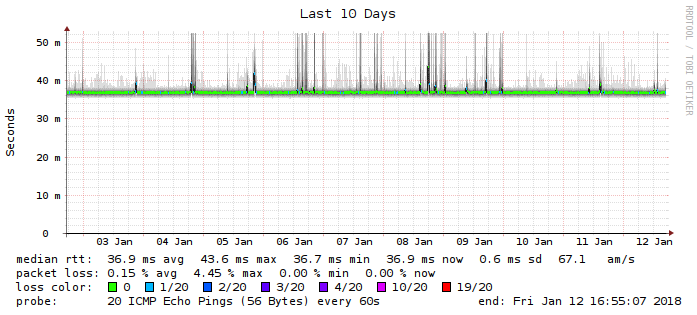 Last 10 Days
RRDTOOL / TOBI OETIKER
Seconds
50 m
40 m
30 m
20 m
10 m
0
03 Jan 04 Jan 05 Jan 06 Jan 07 Jan 08 Jan 09 Jan 10 Jan 11 Jan 12 Jan
median rtt: 36.9 ms avg 43.6 ms max 36.7 ms min 36.9 ms now 0.6 ms sd 67.1 am/s
packet loss: 0.15 % avg 4.45 % max 0.00 % min 0.00 % now
loss color: 0 1/20 2/20 3/20 4/20 10/20 19/20
probe: 20 ICMP Echo Pings (56 Bytes) every 60s end: Fri Jan 12 16:55:07 2018